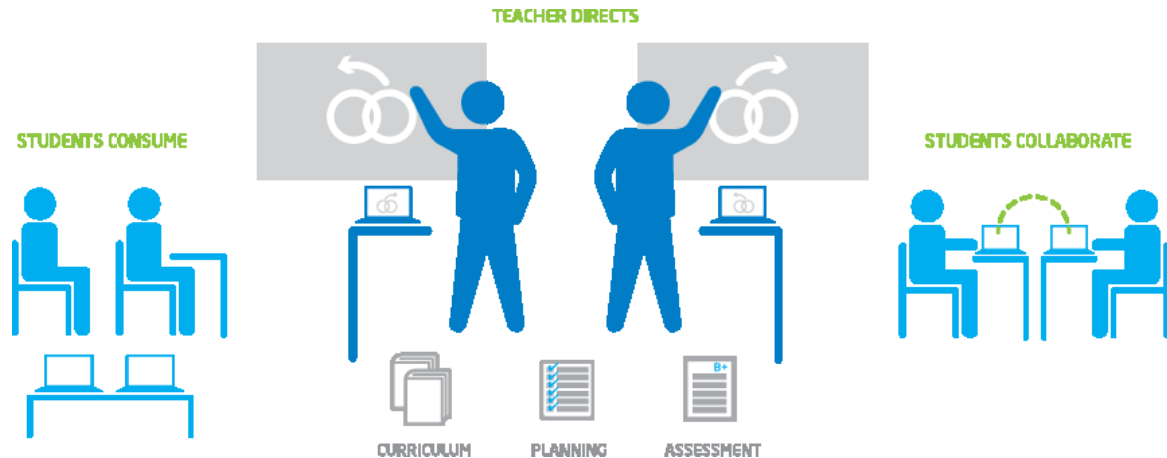 TEACHER DIRECTS
STUDENTS CONSUME
STUDENTS COLLABORATE
B+
CURRICULUM
PLANNING
ASSESSMENT